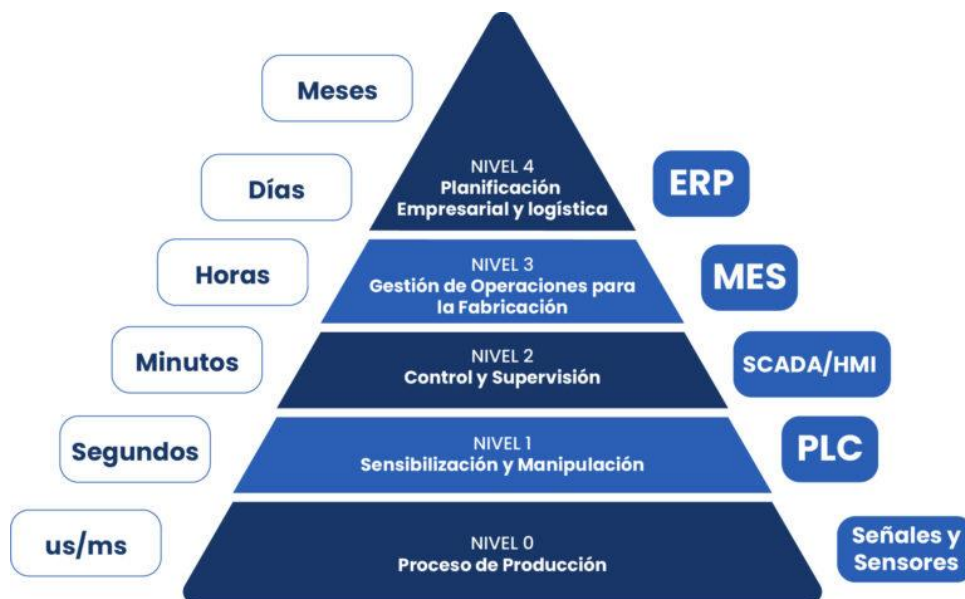 Meses
NIVEL 4
Planificación
Empresarial y logística
Días
ERP
NIVEL 3
Gestión de Operaciones para
la Fabricación
Horas
MES
NIVEL 2
Control y Supervisión
Minutos
SCADA/HMI
NIVEL 1
Sensibilización y Manipulación
Segundos
PLC
NIVEL 0
Proceso de Producción
us/ms
Señales y
Sensores